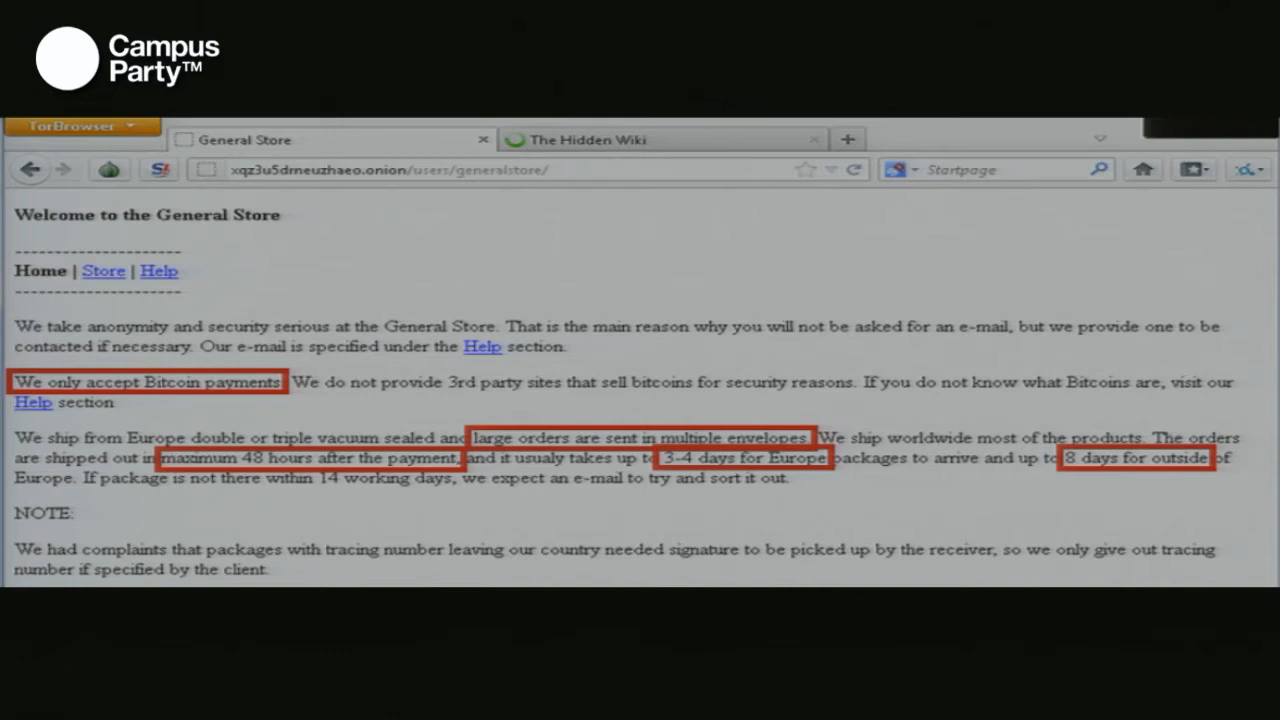 Campus
Party™
TorBrowser
General Store
The Hidden Wiki
xqz3u5drneuzhaeo.onion/users/generalstore/
Startpage
Welcome to the General Store
---------------------
Home | Store | Help
---------------------
We take anonymity and security serious at the General Store. That is the main reason why you will not be asked for an e-mail, but we provide one to be
contacted if necessary. Our e-mail is specified under the Help section.
We only accept Bitcoin payments. We do not provide 3rd party sites that sell bitcoins for security reasons. If you do not know what Bitcoins are, visit our
Help section
We ship from Europe double or triple vacuum sealed and large orders are sent in multiple envelopes. We ship worldwide most of the products. The orders
are shipped out in maximum 48 hours after the payment, and it usualy takes up to 3-4 days for Europe packages to arrive and up to 8 days for outside of
Europe. If package is not there within 14 working days, we expect an e-mail to try and sort it out.
NOTE:
We had complaints that packages with tracing number leaving our country needed signature to be picked up by the receiver, so we only give out tracing
number if specified by the client.